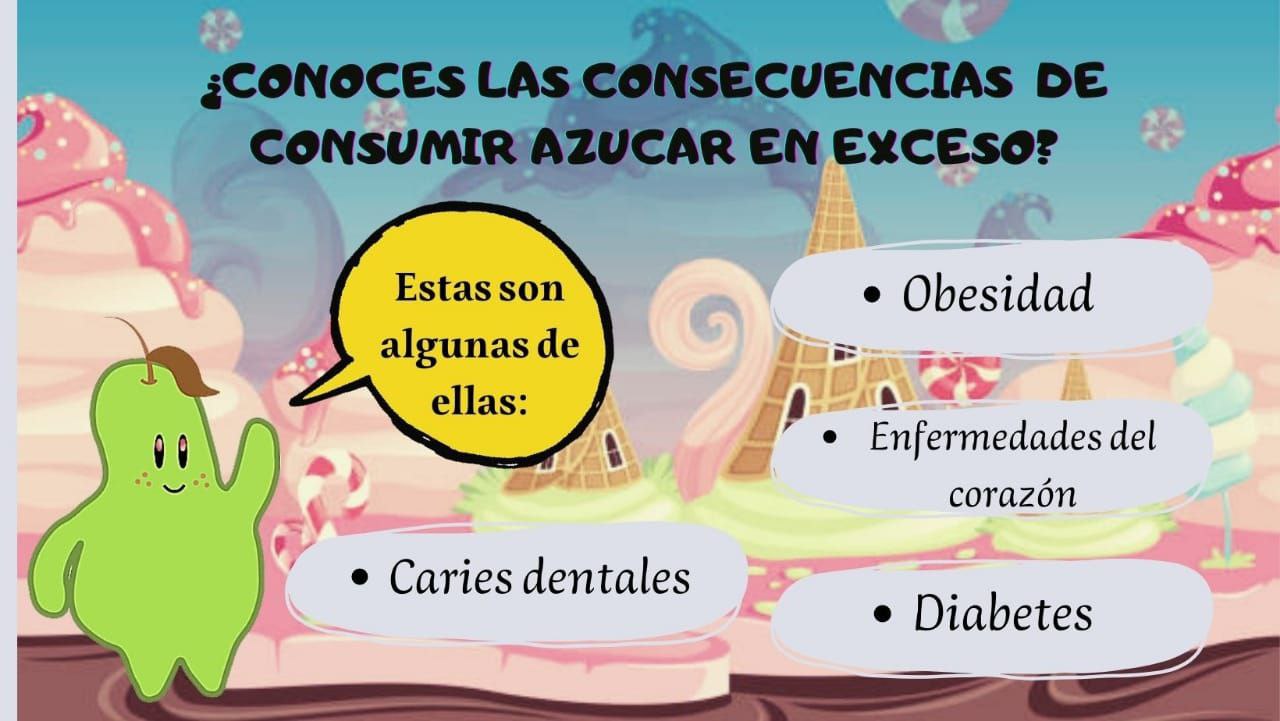 ¿CONOCES LAS CONSECUENCIAS DE
CONSUMIR AZUCAR EN EXCESO?
Estas son
algunas de
ellas:
• Obesidad
• Enfermedades del
corazón
• Caries dentales
• Diabetes